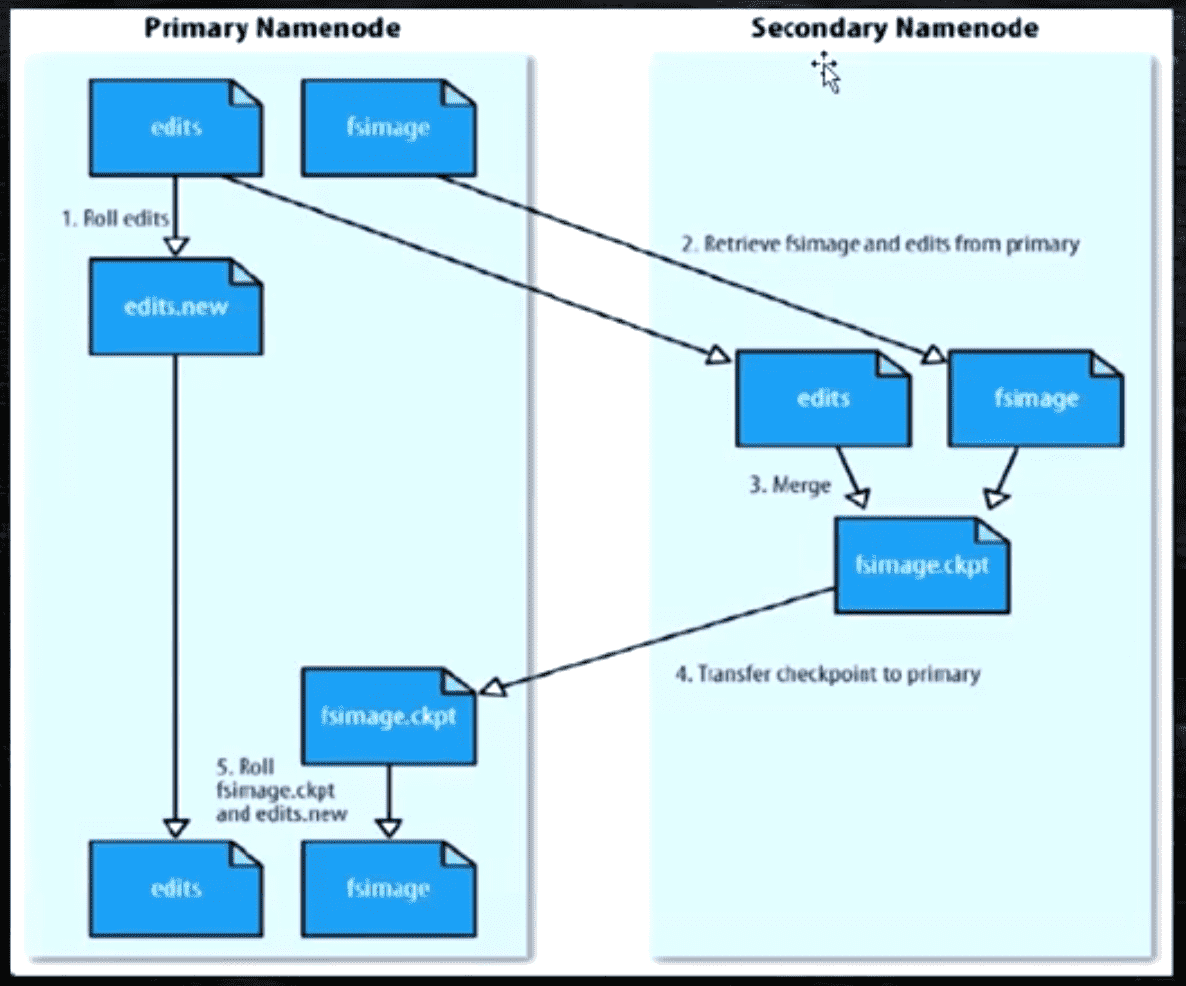 Primary Namenode
Secondary Namenode
edits
fsimage
1. Roll edits
2. Retrieve fsimage and edits from primary
edits.new
edits
fsimage
3. Merge
fsimage.ckpt
4. Transfer checkpoint to primary
fsimage.ckpt
5. Roll
fsimage.ckpt
and edits.new
edits
fsimage